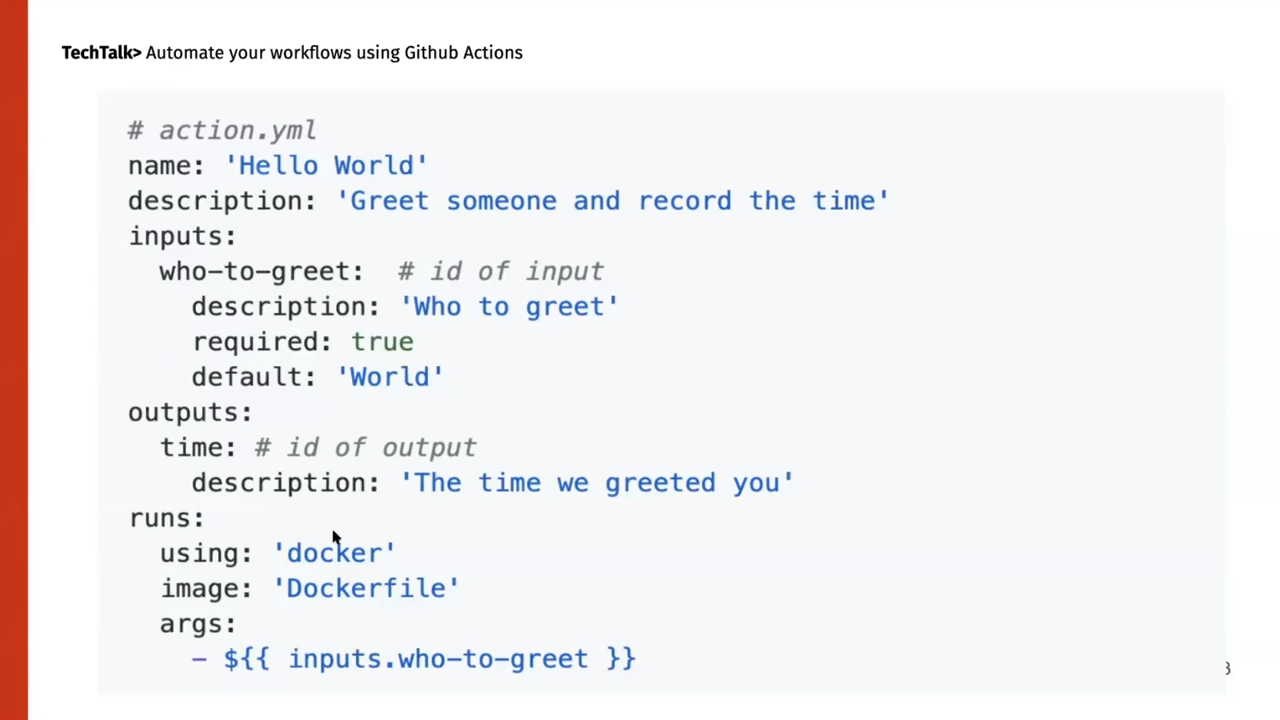 TechTalk> Automate your workflows using Github Actions
# action.yml
name: 'Hello World'
description: 'Greet someone and record the time'
inputs:
  who-to-greet:  # id of input
    description: 'Who to greet'
    required: true
    default: 'World'
outputs:
  time: # id of output
    description: 'The time we greeted you'
runs:
  using: 'docker'
  image: 'Dockerfile'
  args:
    - ${{ inputs.who-to-greet }}